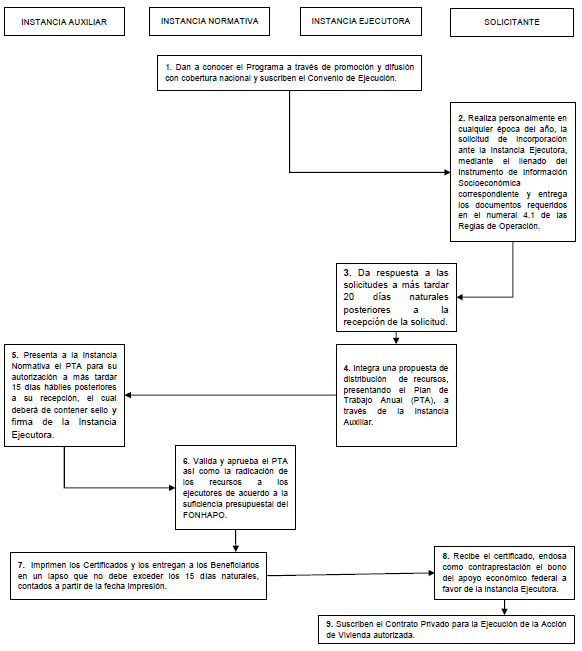 INSTANCIA AUXILIAR
INSTANCIA NORMATIVA
INSTANCIA EJECUTORA
SOLICITANTE
1. Dan a conocer el Programa a través de promoción y difusión
con cobertura nacional y suscriben el Convenio de Ejecución.
2. Realiza personalmente en
cualquier época del año, la
solicitud de incorporación
ante la Instancia Ejecutora,
mediante el llenado del
Instrumento de Información
Socioeconómica
correspondiente y entrega
los documentos requeridos
en el numeral 4.1 de las
Reglas de Operación.
3. Da respuesta a las
solicitudes a más tardar
20 días naturales
posteriores a la
recepción de la solicitud.
4. Integra una propuesta de
distribución de recursos,
presentando el Plan de
Trabajo Anual (PTA), a
través de la Instancia
Auxiliar.
5. Presenta a la Instancia
Normativa el PTA para su
autorización a más tardar
15 días hábiles posteriores
a su recepción, el cual
deberá de contener sello y
firma de la Instancia
Ejecutora.
6. Valida y aprueba el PTA
así como la radicación de
los recursos a los
ejecutores de acuerdo a la
suficiencia presupuestal del
FONHAPO.
7. Imprimen los Certificados y los entregan a los Beneficiarios
en un lapso que no debe exceder los 15 días naturales,
contados a partir de la fecha impresión.
8. Recibe el certificado, endosa
como contraprestación el bono
del apoyo económico federal a
favor de la Instancia Ejecutora.
9. Suscriben el Contrato Privado para la Ejecución de la Acción
de Vivienda autorizada.